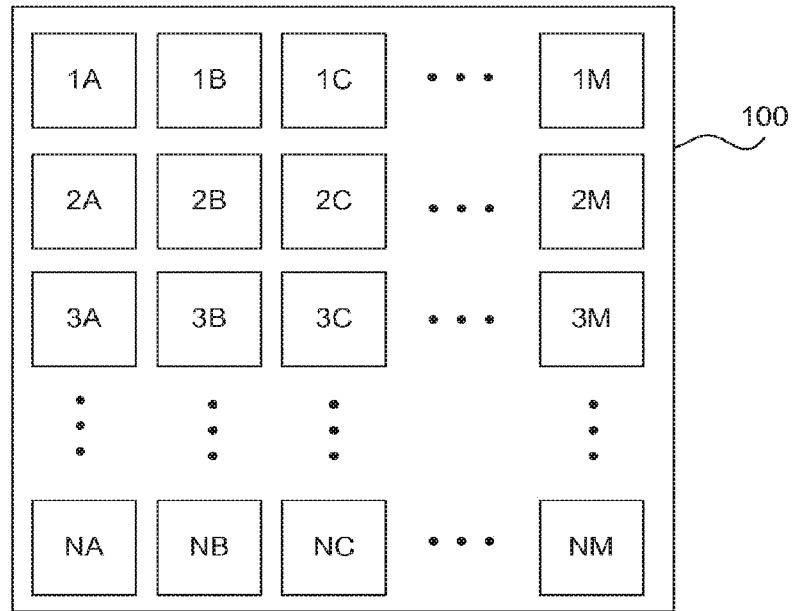 1A 1B 1C • • • 1M
100
2A 2B 2C • • • 2M
3A 3B 3C • • • 3M
NA NB NC • • • NM